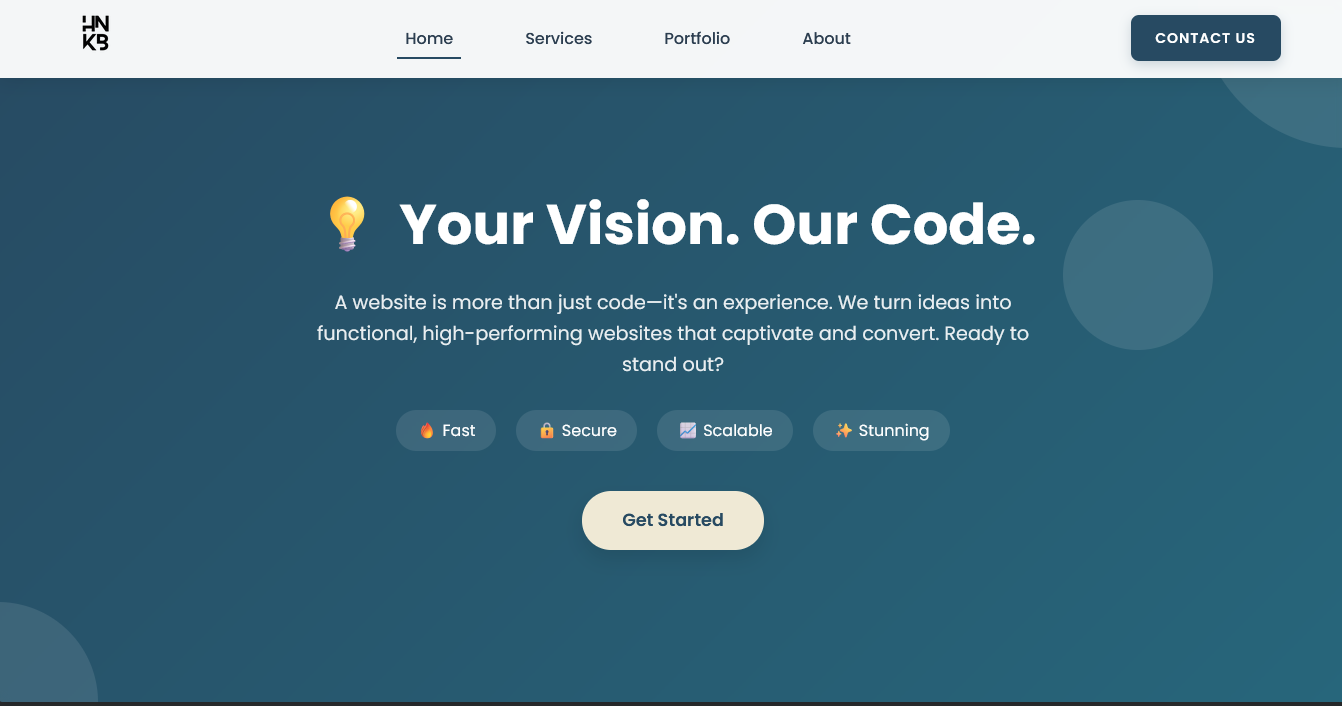 HN
KB
Home
Services
Portfolio
About
CONTACT US
Your Vision. Our Code.
A website is more than just code—it's an experience. We turn ideas into
functional, high-performing websites that captivate and convert. Ready to
stand out?
Fast
Secure
Scalable
Stunning
Get Started